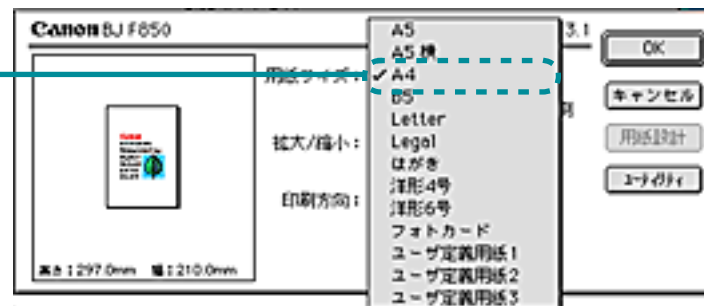 Canon BJ F850
3.1
用紙サイズ：
拡大/縮小：
印刷方向：
高さ：297.0mm 幅：210.0mm
A5
A5 横
✓A4
B5
Letter
Legal
はがき
洋形4号
洋形6号
フォトカード
ユーザ定義用紙1
ユーザ定義用紙2
ユーザ定義用紙3
OK
キャンセル
用紙設計
ユーティリティ